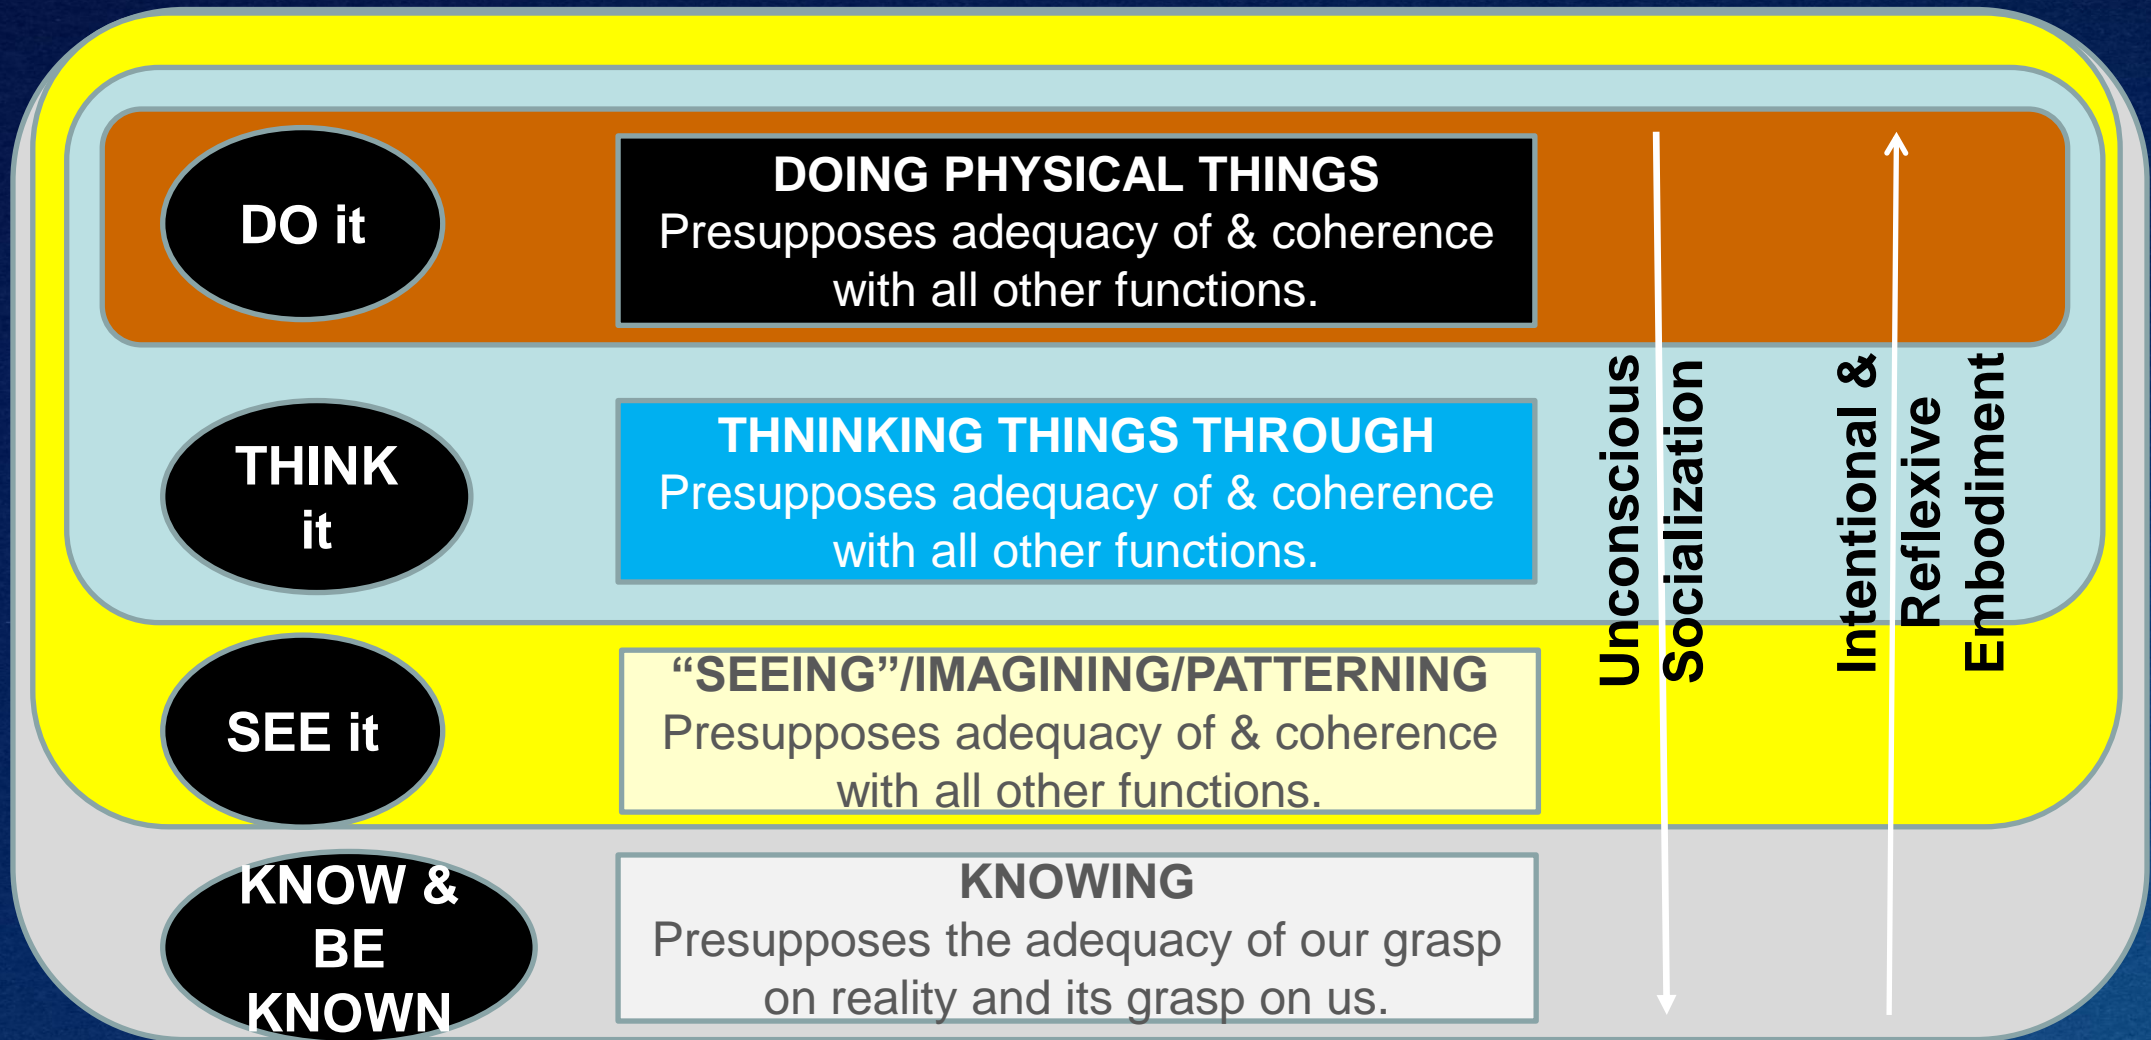 DO it
DOING PHYSICAL THINGS
Presupposes adequacy of & coherence
with all other functions.
THINK
it
THNINKING THINGS THROUGH
Presupposes adequacy of & coherence
with all other functions.
SEE it
“SEEING”/IMAGINING/PATTERNING
Presupposes adequacy of & coherence
with all other functions.
KNOW &
BE
KNOWN
KNOWING
Presupposes the adequacy of our grasp
on reality and its grasp on us.
Unconscious
Socialization
Intentional &
Reflexive
Embodiment